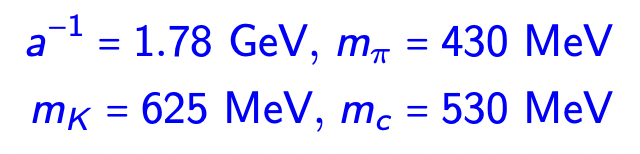 a⁻¹ = 1.78 GeV, m_π = 430 MeV
m_K = 625 MeV, m_c = 530 MeV